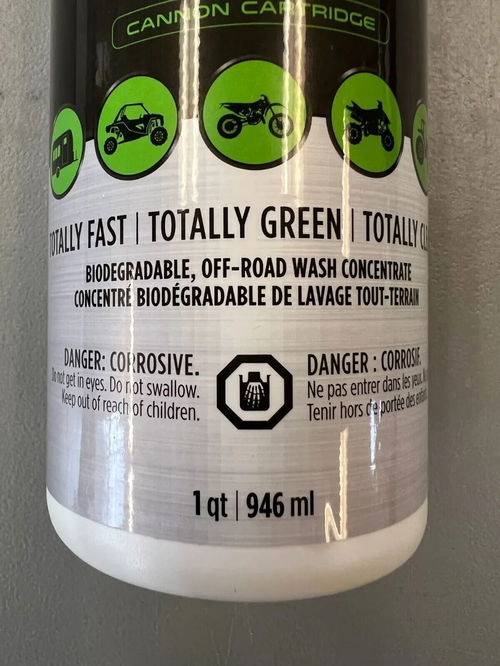 CANNON CARTRIDGE
TOTALLY FAST | TOTALLY GREEN | TOTALLY
BIODEGRADABLE, OFF-ROAD WASH CONCENTRATE
CONCENTRÉ BIODÉGRADABLE DE LAVAGE TOUT-TERRAIN
DANGER: CORROSIVE.
Do not get in eyes. Do not swallow.
Keep out of reach of children.
DANGER : CORROSIF.
Ne pas entrer dans les yeux.
Tenir hors de portée des
1 qt | 946 ml